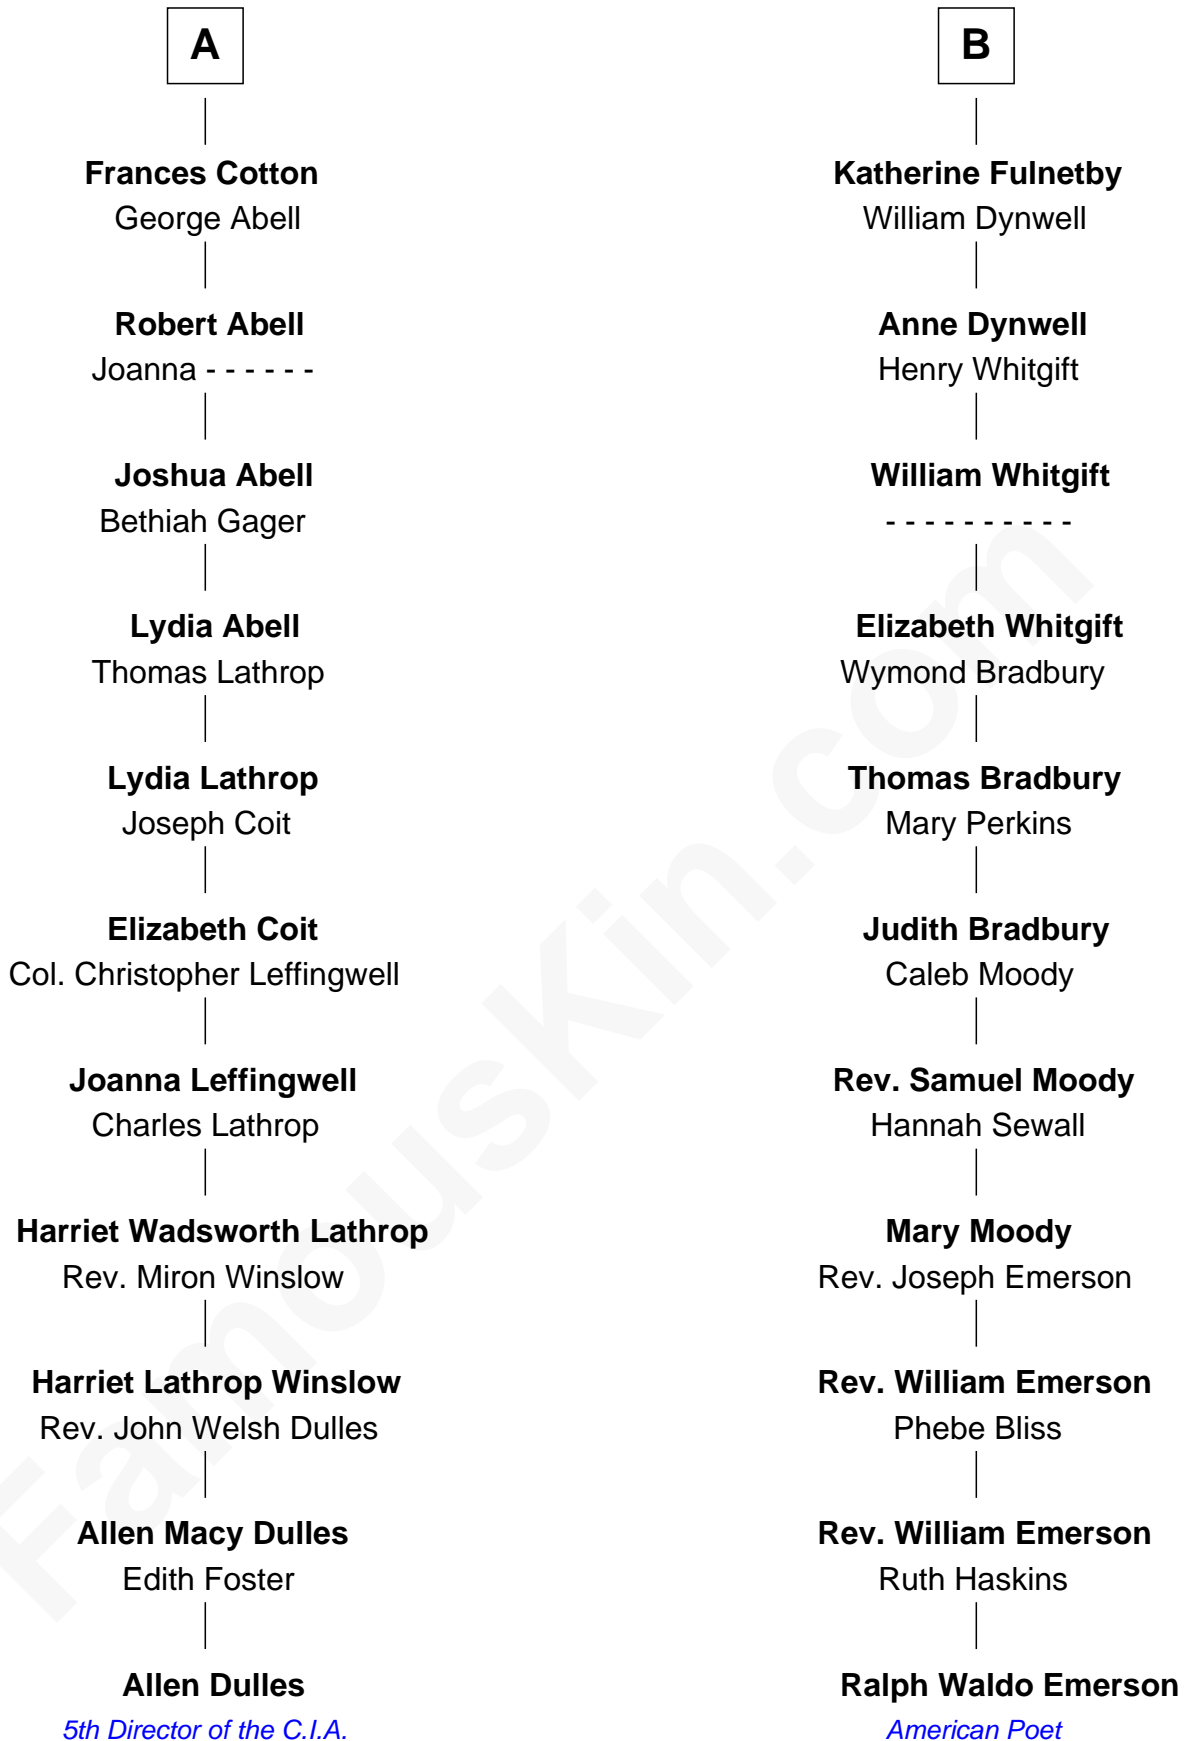 A
Frances Cotton
George Abell
Robert Abell
Joanna - - - - - -
Joshua Abell
Bethiah Gager
Lydia Abell
Thomas Lathrop
Lydia Lathrop
Joseph Coit
Elizabeth Coit
Col. Christopher Leffingwell
Joanna Leffingwell
Charles Lathrop
Harriet Wadsworth Lathrop
Rev. Miron Winslow
Harriet Lathrop Winslow
Rev. John Welsh Dulles
Allen Macy Dulles
Edith Foster
Allen Dulles
5th Director of the C.I.A.
B
Katherine Fulnetby
William Dynwell
Anne Dynwell
Henry Whitgift
William Whitgift
- - - - - - - - - -
Elizabeth Whitgift
Wymond Bradbury
Thomas Bradbury
Mary Perkins
Judith Bradbury
Caleb Moody
Rev. Samuel Moody
Hannah Sewall
Mary Moody
Rev. Joseph Emerson
Rev. William Emerson
Phebe Bliss
Rev. William Emerson
Ruth Haskins
Ralph Waldo Emerson
American Poet
FamousKin.com